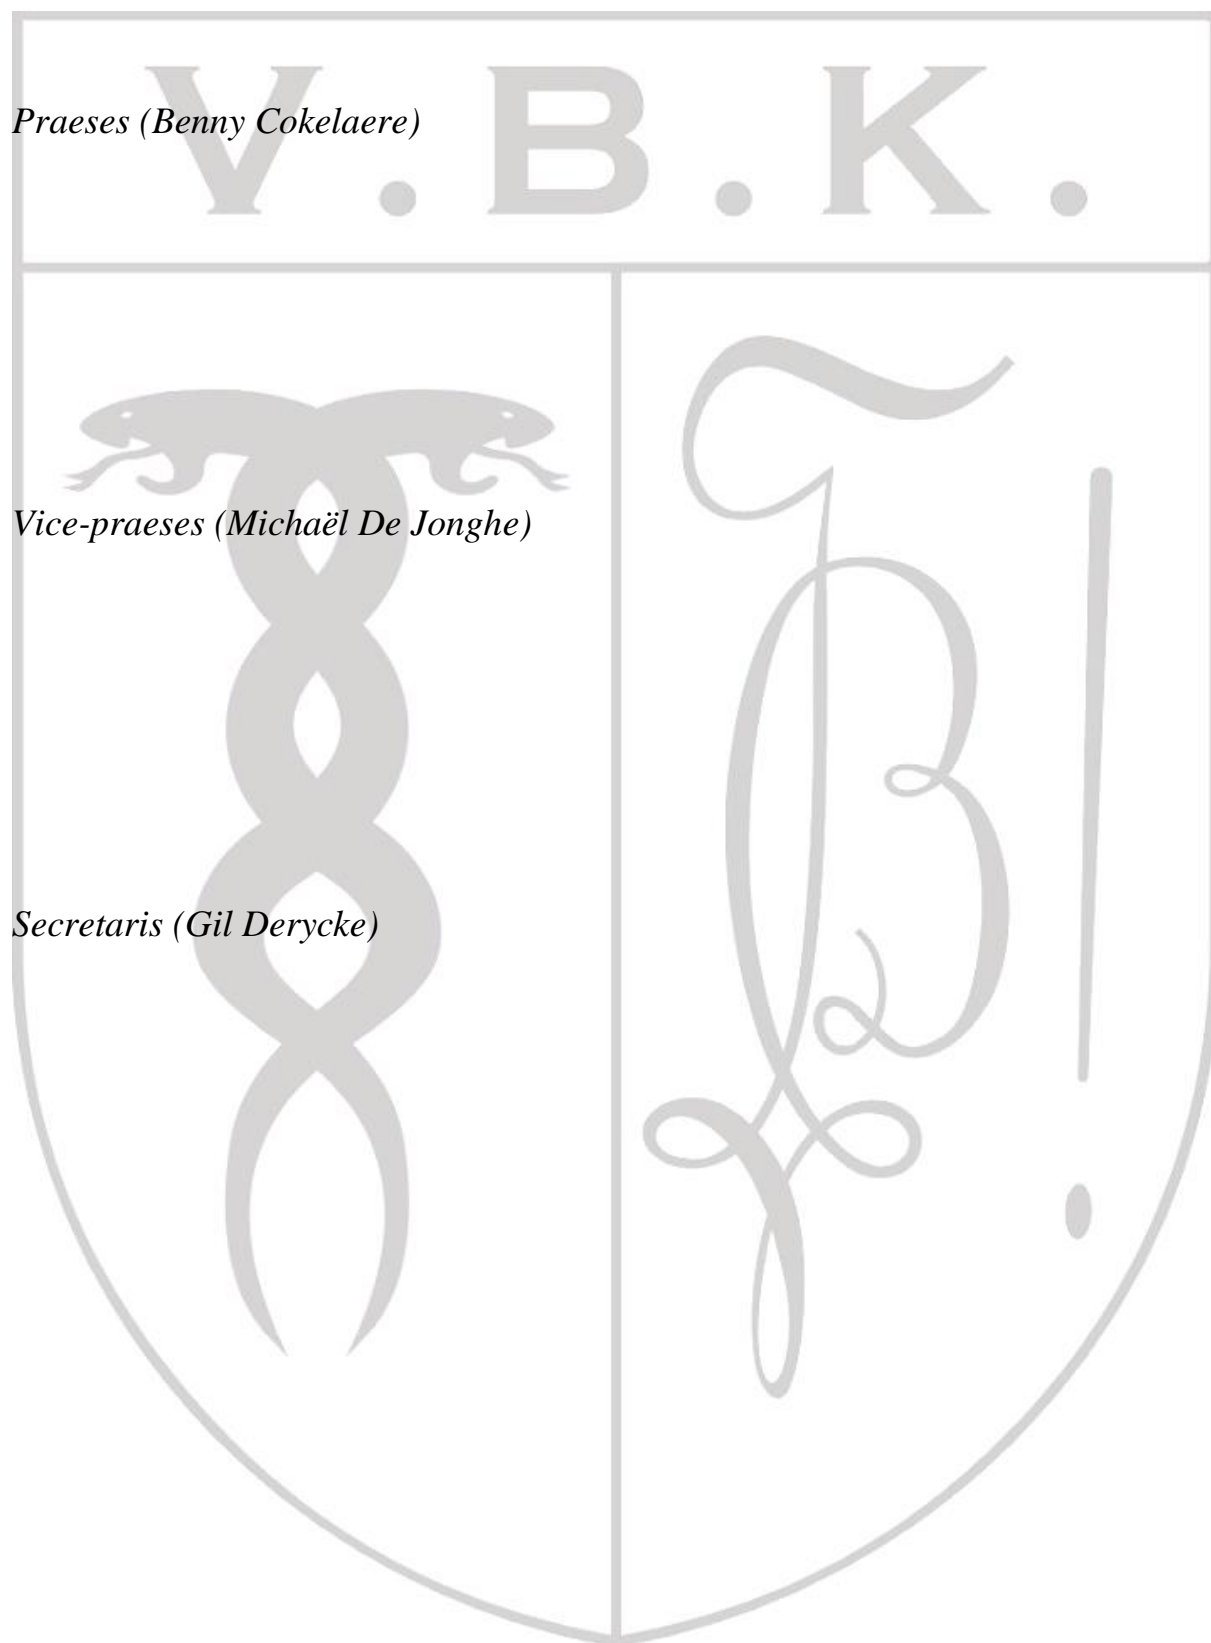 V.B.K.
Praeses (Benny Cokelaere)
Vice-praeses (Michaël De Jonghe)
Secretaris (Gil Derycke)